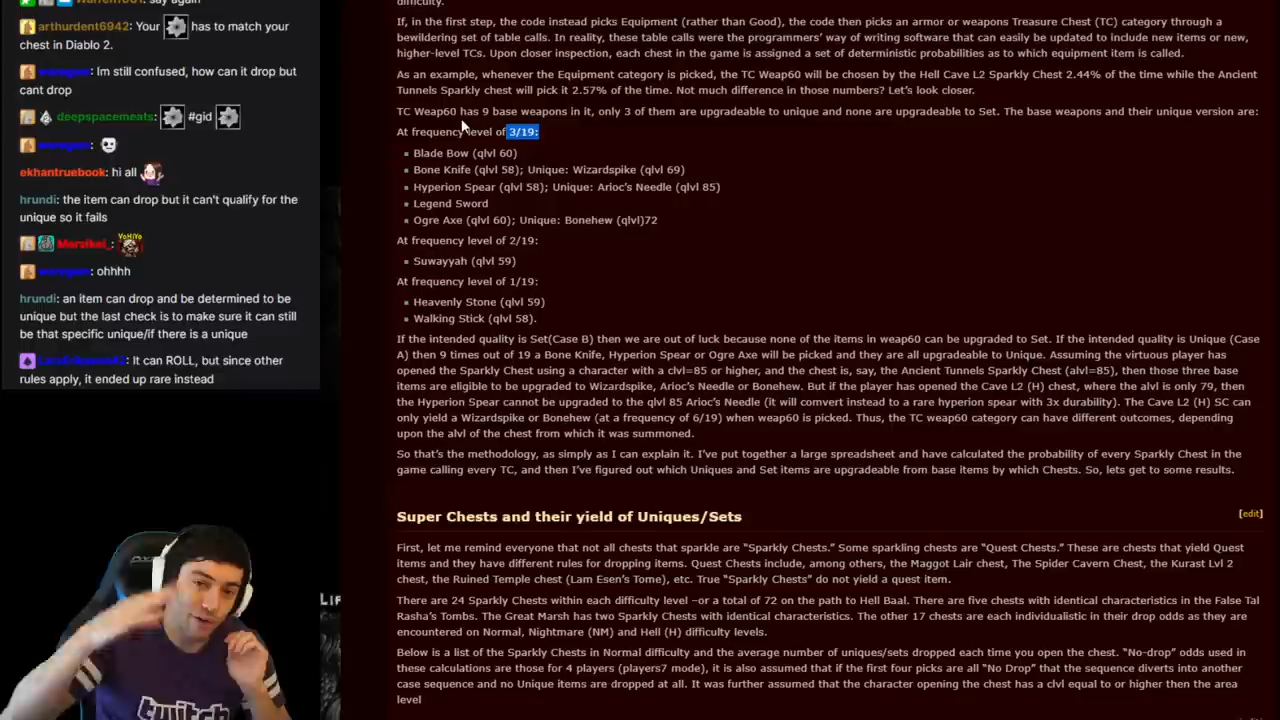 say again
arthurdent6942: Your has to match your
chest in Diablo 2.
: Im still confused, how can it drop but
cant drop
deepspacemeats: #gid
ekhantruebook: hi all
hrundi: the item can drop but it can't qualify for the
unique so it fails
YOHIYO
: ohhhh
hrundi: an item can drop and be determined to be
unique but the last check is to make sure it can still
be that specific unique/if there is a unique
: It can ROLL, but since other
rules apply, it ended up rare instead
difficulty.
If, in the first step, the code instead picks Equipment (rather than Good), the code then picks an armor or weapons Treasure Chest (TC) category through a
bewildering set of table calls. In reality, these table calls were the programmers' way of writing software that can easily be updated to include new items or new,
higher-level TCs. Upon closer inspection, each chest in the game is assigned a set of deterministic probabilities as to which equipment item is called.
As an example, whenever the Equipment category is picked, the TC Weap60 will be chosen by the Hell Cave L2 Sparkly Chest 2.44% of the time while the Ancient
Tunnels Sparkly chest will pick it 2.57% of the time. Not much difference in those numbers? Let's look closer.
TC Weap60 has 9 base weapons in it, only 3 of them are upgradeable to unique and none are upgradeable to Set. The base weapons and their unique version are:
At frequency level of 3/19:
Blade Bow (qlvl 60)
Bone Knife (qlvl 58); Unique: Wizardspike (qlvl 69)
Hyperion Spear (qlvl 58); Unique: Arioc's Needle (qlvl 85)
Legend Sword
Ogre Axe (qlvl 60); Unique: Bonehew (qlvl)72
At frequency level of 2/19:
Suwayyah (qlvl 59)
At frequency level of 1/19:
Heavenly Stone (qlvl 59)
Walking Stick (qlvl 58).
If the intended quality is Set(Case B) then we are out of luck because none of the items in weap60 can be upgraded to Set. If the intended quality is Unique (Case
A) then 9 times out of 19 a Bone Knife, Hyperion Spear or Ogre Axe will be picked and they are all upgradeable to Unique. Assuming the virtuous player has
opened the Sparkly Chest using a character with a clvl=85 or higher, and the chest is, say, the Ancient Tunnels Sparkly Chest (alvl=85), then those three base
items are eligible to be upgraded to Wizardspike, Arioc's Needle or Bonehew. But if the player has opened the Cave L2 (H) chest, where the alvl is only 79, then
the Hyperion Spear cannot be upgraded to the qlvl 85 Arioc's Needle (it will comvert instead to a rare hyperion spear with 3x durability). The Cave L2 (H) SC can
only yield a Wizardspike or Bonehew (at a frequency of 6/19) when weap60 is picked. Thus, the TC weap60 category can have different outcomes, depending
upon the alvl of the chest from which it was summoned.
So that's the methodology, as simply as I can explain it. I've put together a large spreadsheet and have calculated the probability of every Sparkly Chest in the
game calling every TC, and then I've figured out which Uniques and Set items are upgradeable from base items by which Chests. So, lets get to some results.
Super Chests and their yield of Uniques/Sets
[edit]
First, let me remind everyone that not all chests that sparkle are "Sparkly Chests." Some sparkling chests are "Quest Chests." These are chests that yield Quest
items and they have different rules for dropping items. Quest Chests include, among others, the Maggot Lair chest, The Spider Cavern Chest, the Kurast Lvl 2
chest, the Ruined Temple chest (Lam Esen's Tome), etc. True "Sparkly Chests" do not yield a quest item.
There are 24 Sparkly Chests within each difficulty level –or a total of 72 on the path to Hell Baal. There are five chests with identical characteristics in the False Tal
Rasha's Tombs. The Great Marsh has two Sparkly Chests with identical characteristics. The other 17 chests are each individualistic in their drop odds as they are
encountered on Normal, Nightmare (NM) and Hell (H) difficulty levels.
Below is a list of the Sparkly Chests in Normal difficulty and the average number of uniques/sets dropped each time you open the chest. "No-drop" odds used in
these calculations are those for 4 players (players7 mode), it is also assumed that if the first four picks are all "No Drop" that the sequence diverts into another
case sequence and no Unique items are dropped at all. It was further assumed that the character opening the chest has a clvl equal to or higher then the area
level
twitch